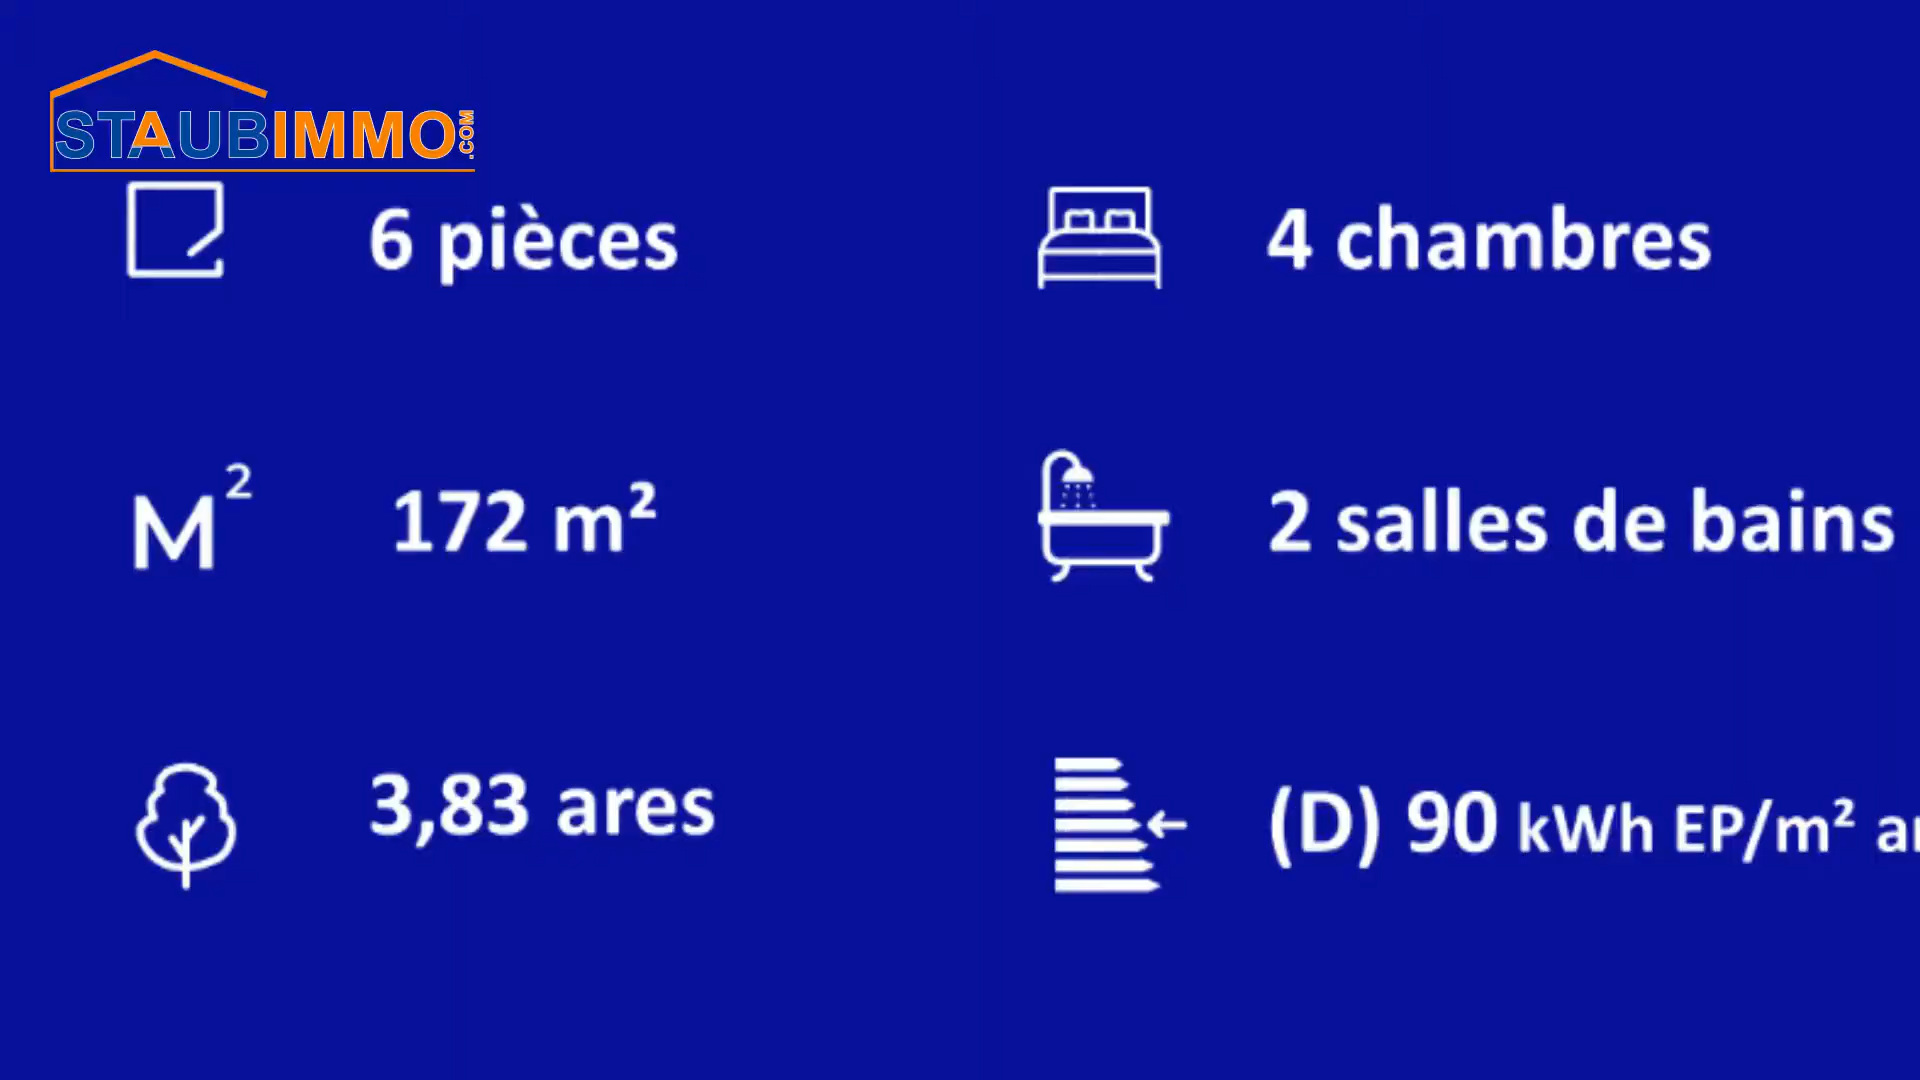 STAUBIMMO.COM
6 pièces
4 chambres
M²
172 m²
2 salles de bains
3,83 ares
(D) 90 kWh EP/m²